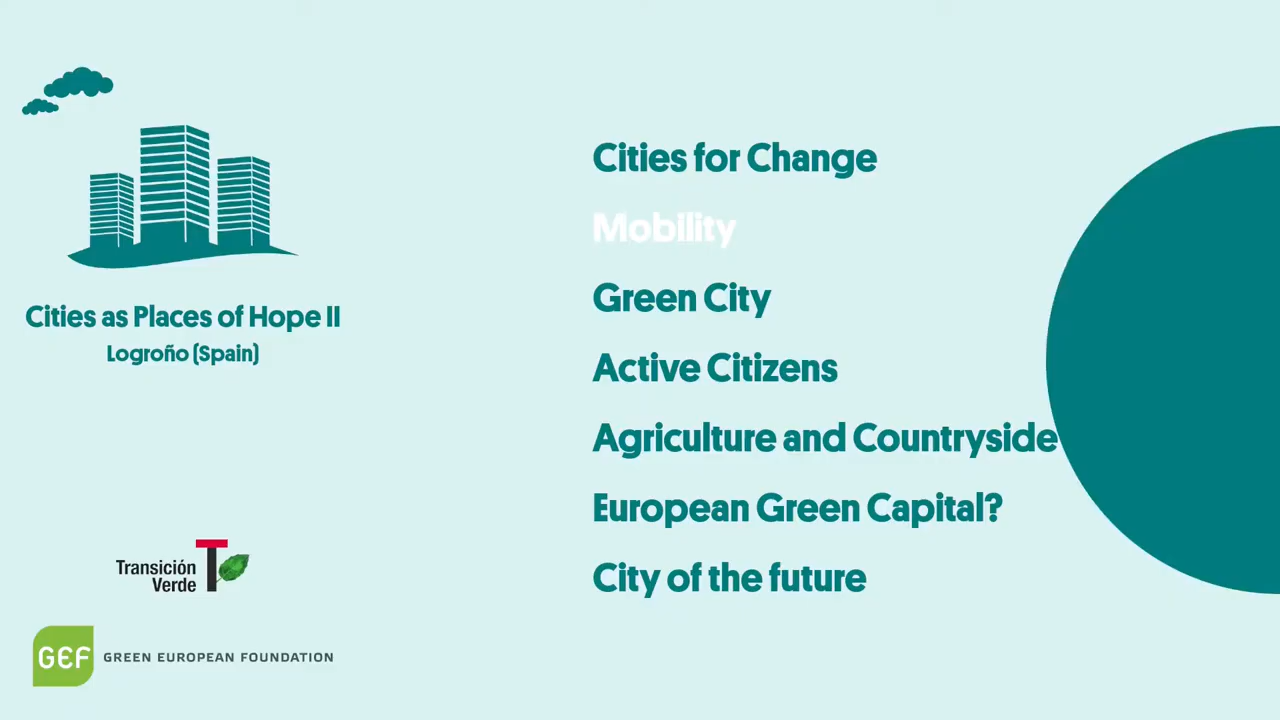 Cities as Places of Hope II
Logroño (Spain)
Cities for Change
Mobility
Green City
Active Citizens
Agriculture and Countryside
European Green Capital?
City of the future
Transición
Verde
T
GEF GREEN EUROPEAN FOUNDATION